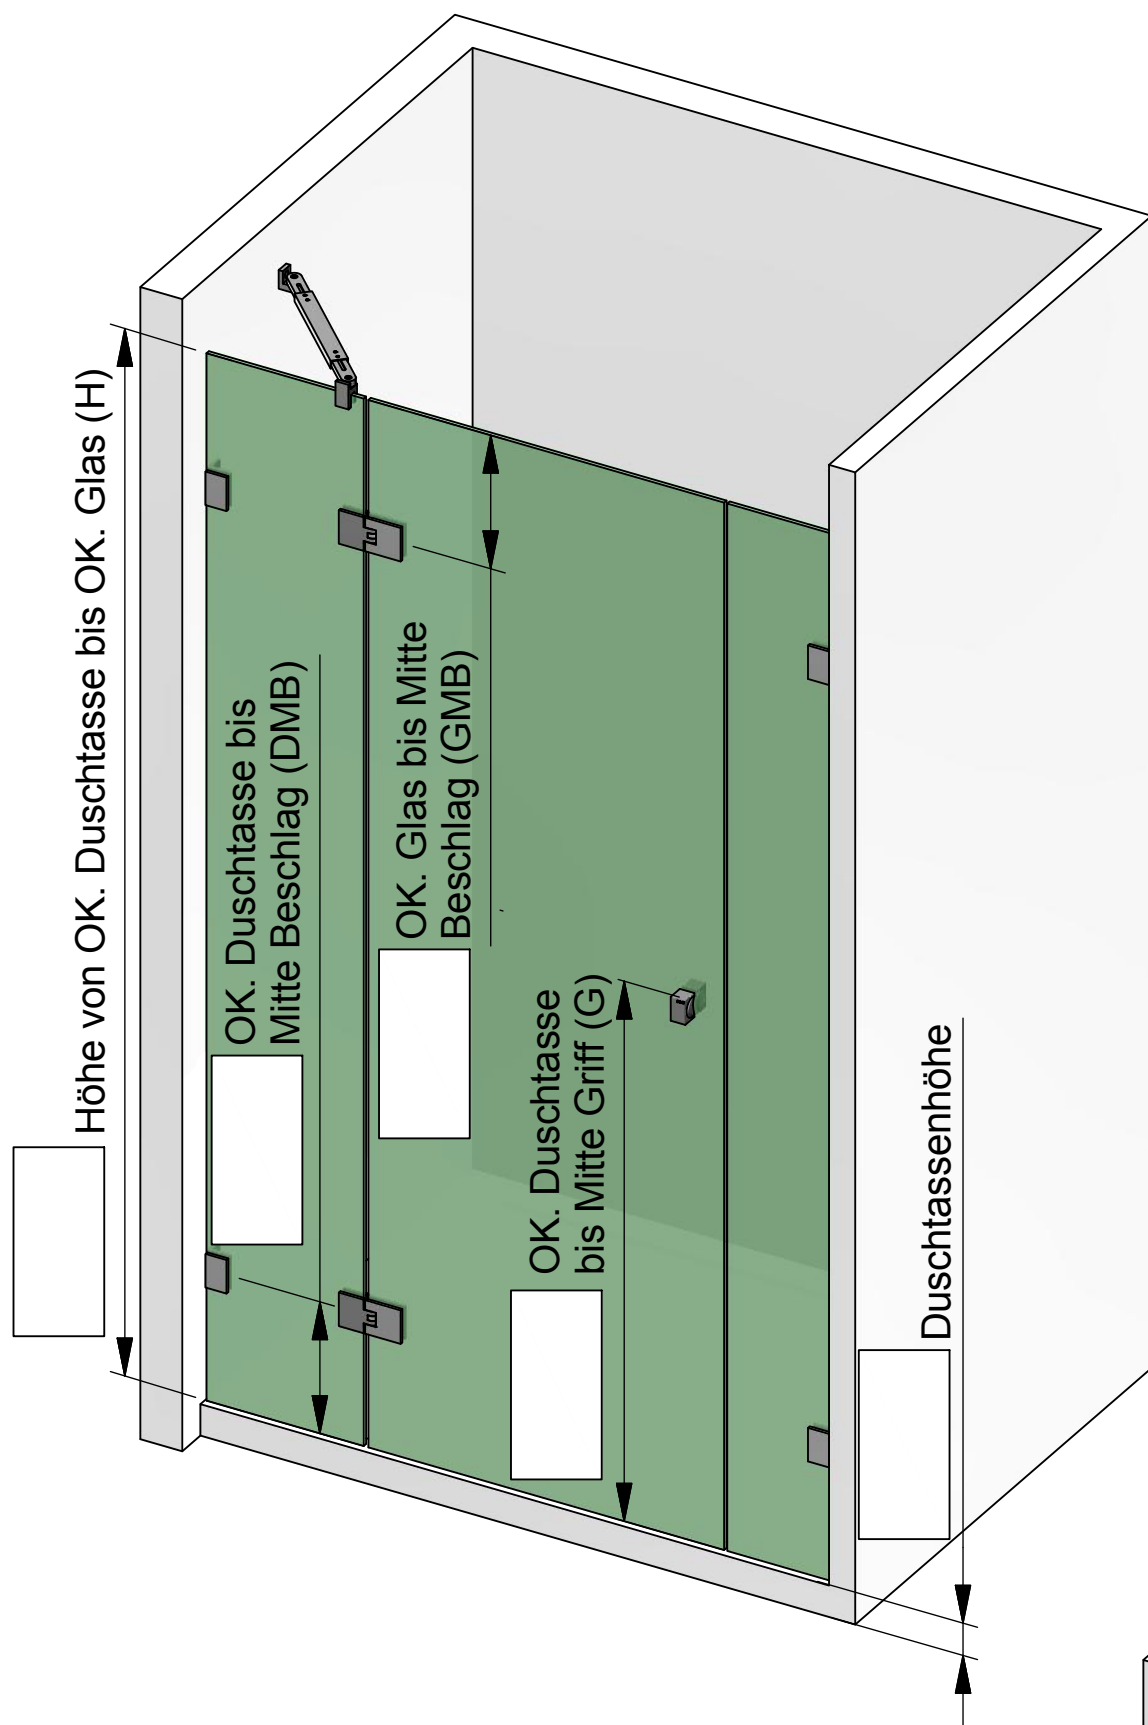 Höhe von OK. Duschtasse bis OK. Glas (H)
OK. Duschtasse bis
Mitte Beschlag (DMB)
OK. Glas bis Mitte
Beschlag (GMB)
OK. Duschtasse
bis Mitte Griff (G)
Duschtassenhöhe